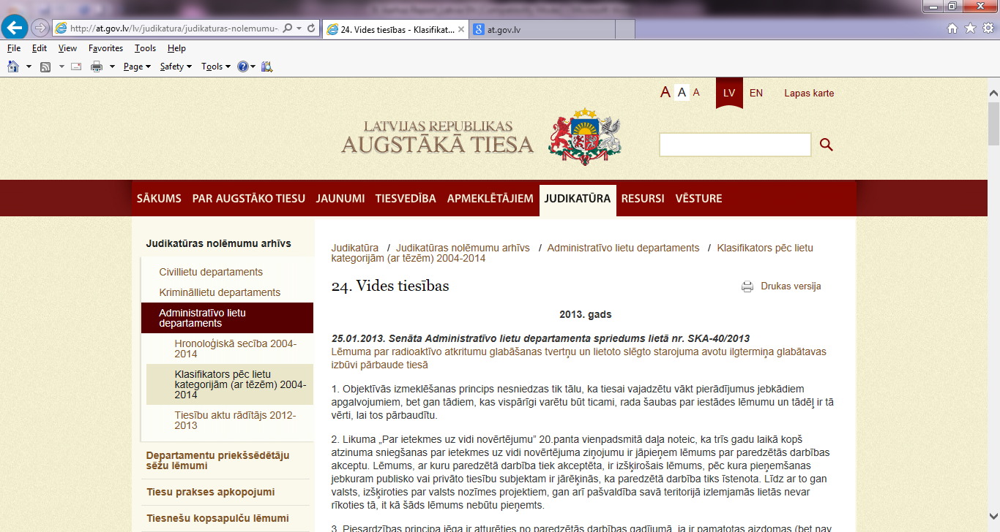 http://at.gov.lv/lv/judikatura/judikaturas-nolemumu-
24. Vides tiesības - Klasifikat...
at.gov.lv
File Edit View Favorites Tools Help
Page Safety Tools
A A A LV EN Lapas karte
LATVIJAS REPUBLIKAS
AUGSTĀKĀ TIESA
SĀKUMS PAR AUGSTĀKO TIESU JAUNUMI TIESVEDĪBA APMEKLĒTĀJIEM JUDIKATŪRA RESURSI VĒSTURE
Judikatūras nolēmumu arhīvs
Civillietu departaments
Krimināllietu departaments
Administratīvo lietu
departaments
Hronoloģiskā secība 2004-
2014
Klasifikators pēc lietu
kategorijām (ar tēzēm) 2004-
2014
Tiesību aktu rādītājs 2012-
2013
Departamentu priekšsēdētāju
sēžu lēmumi
Tiesu prakses apkopojumi
Tiesnešu kopsapulču lēmumi
Judikatūra / Judikatūras nolēmumu arhīvs / Administratīvo lietu departaments / Klasifikators pēc lietu
kategorijām (ar tēzēm) 2004-2014
24. Vides tiesības
Drukas versija
2013. gads
25.01.2013. Senāta Administratīvo lietu departamenta spriedums lietā nr. SKA-40/2013
Lēmuma par radioaktīvo atkritumu glabāšanas tvertņu un lietoto slēgto starojuma avotu ilgtermiņa glabātavas
izbūvi pārbaude tiesā
1. Objektīvās izmeklēšanas princips nesniedzas tik tālu, ka tiesai vajadzētu vākt pierādījumus jebkādiem
apgalvojumiem, bet gan tādiem, kas vispārīgi varētu būt ticami, rada šaubas par iestādes lēmumu un tādēļ ir tā
vērti, lai tos pārbaudītu.
2. Likuma „Par ietekmes uz vidi novērtējumu” 20.panta vienpadsmitā daļa noteic, ka trīs gadu laikā kopš
atzinuma sniegšanas par ietekmes uz vidi novērtējuma ziņojumu ir jāpieņem lēmums par paredzētās darbības
akceptu. Lēmums, ar kuru paredzētā darbība tiek akceptēta, ir izšķirošais lēmums, pēc kura pieņemšanas
jebkuram publisko vai privāto tiesību subjektam ir jārēķinās, ka paredzētā darbība tiks īstenota. Līdz ar to gan
valsts, izšķiroties par valsts nozīmes projektiem, gan arī pašvaldība savā teritorijā izlemjamās lietās nevar
rīkoties tā, it kā šāds lēmums nebūtu pieņemts.
3. Piesardzības principa jēga ir atturēties no paredzētās darbības gadījumā, ja ir pamatotas aizdomas (bet nav